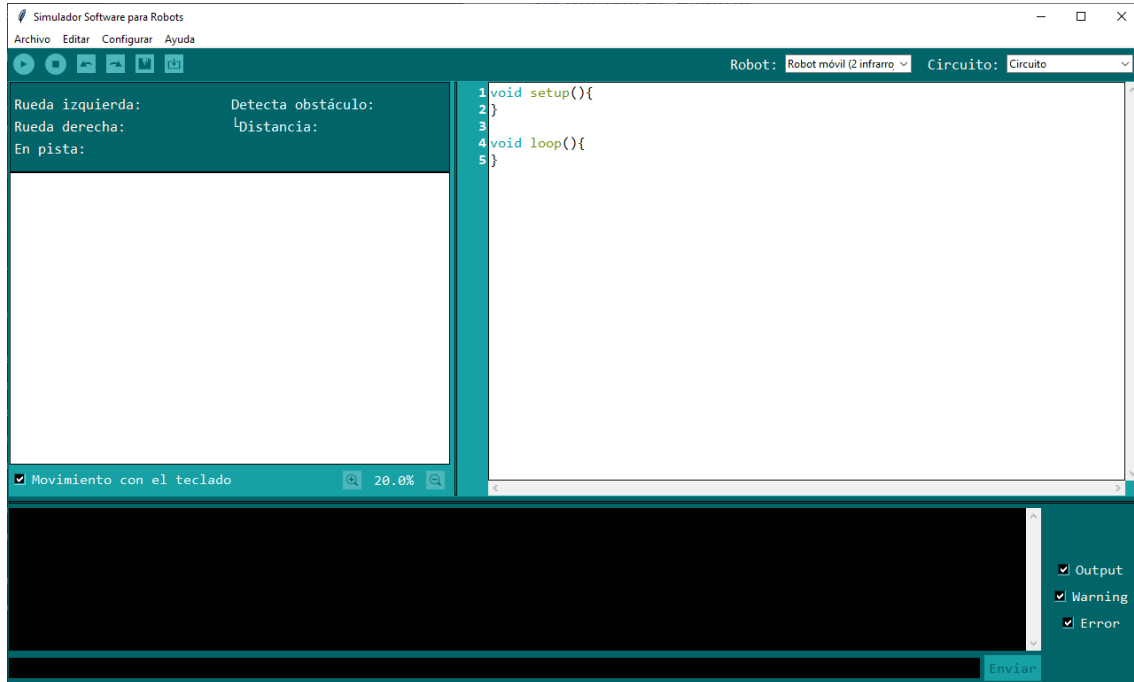 Simulador Software para Robots
Archivo Editar Configurar Ayuda
Robot: Robot móvil (2 infrarro Circuito: Circuito
Rueda izquierda: Detecta obstáculo:
Rueda derecha: └Distancia:
En pista:
1 void setup(){
2 }
3
4 void loop(){
5 }
Movimiento con el teclado 20.0%
Output
Warning
Error
Enviar